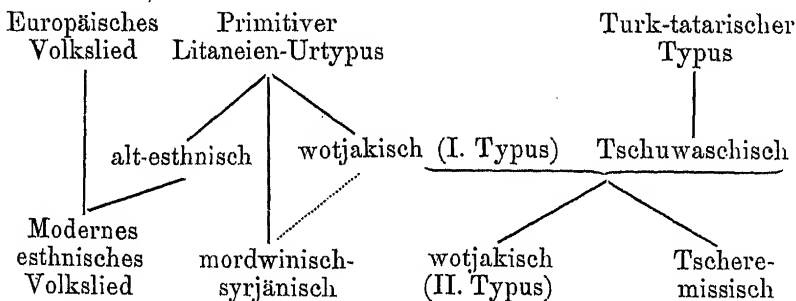 Europäisches Primitiver Turk-tatarischer
Volkslied Litaneien-Urtypus Typus
alt-esthnisch wotjakisch (I. Typus) Tschuwaschisch
Modernes
esthnisches mordwinisch- wotjakisch Tschere-
Volkslied syrjänisch (II. Typus) missisch